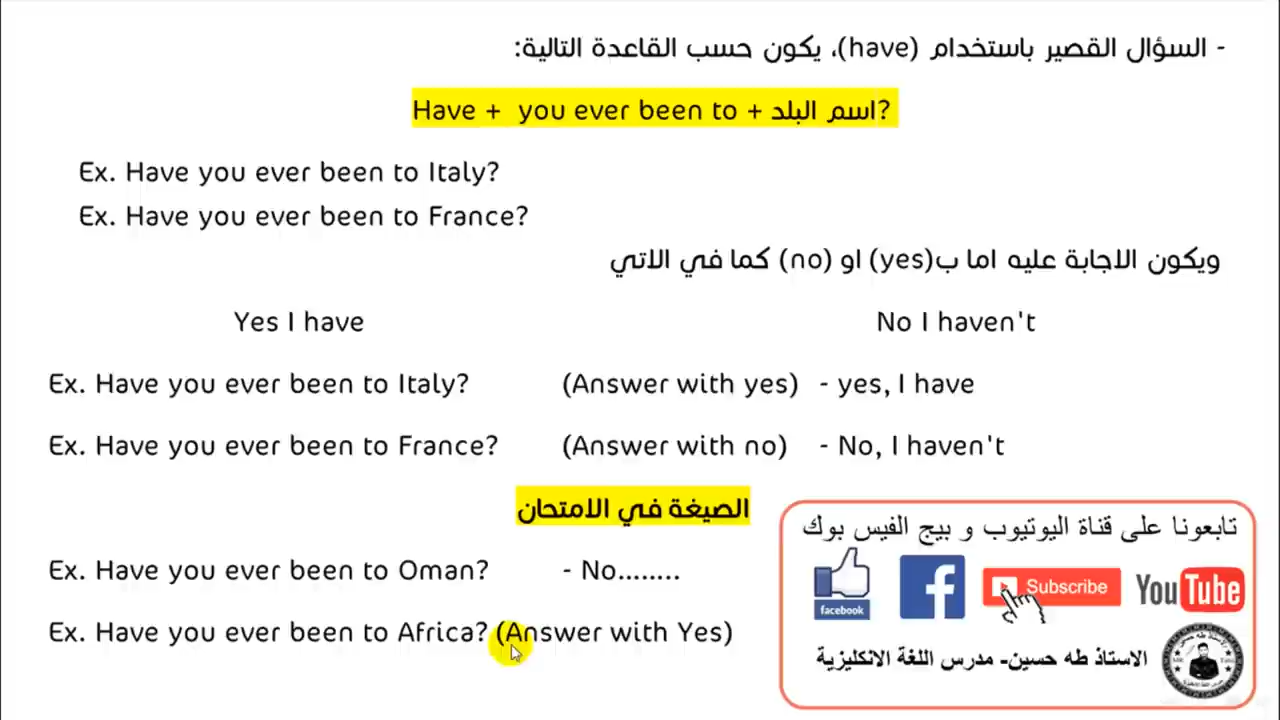 - السؤال القصير باستخدام (have)، يكون حسب القاعدة التالية:
Have + you ever been to + اسم البلد?
Ex. Have you ever been to Italy?
Ex. Have you ever been to France?
ويكون الاجابة عليه اما ب(yes) او (no) كما في الاتي
Yes I have No I haven't
Ex. Have you ever been to Italy? (Answer with yes) - yes, I have
Ex. Have you ever been to France? (Answer with no) - No, I haven't
الصيغة في الامتحان
Ex. Have you ever been to Oman? - No........
Ex. Have you ever been to Africa? (Answer with Yes)
تابعونا على قناة اليوتيوب و بيج الفيس بوك
facebook
Subscribe
YouTube
الاستاذ طه حسين- مدرس اللغة الانكليزية